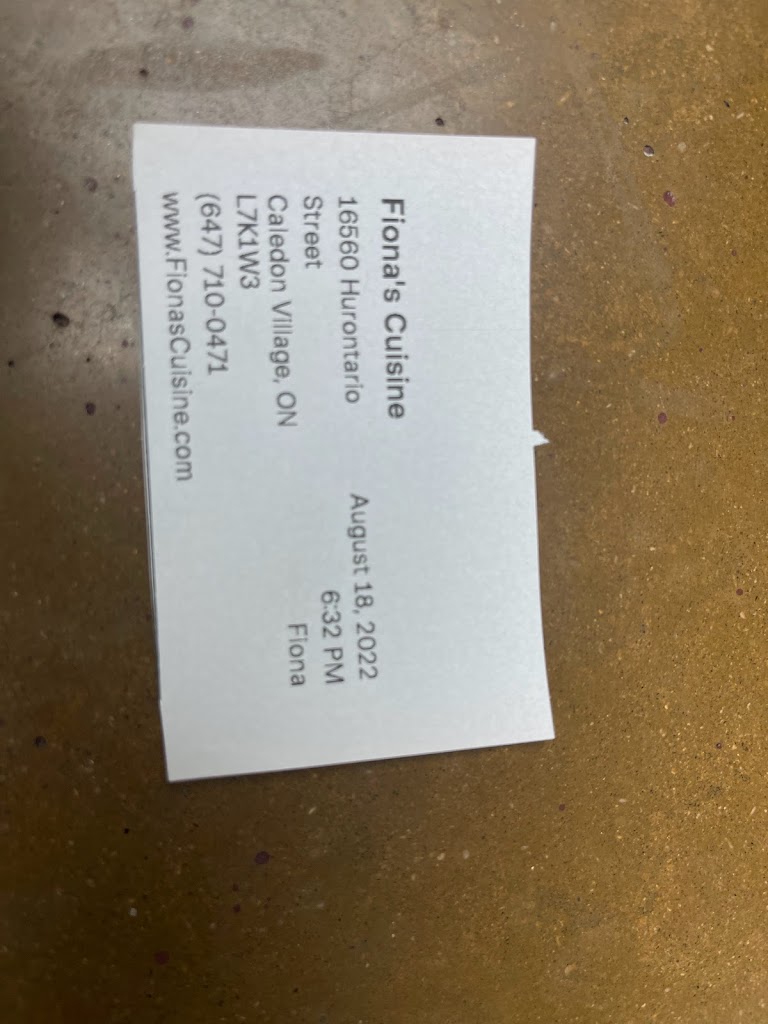 Fiona's Cuisine
16560 Hurontario
Street
Caledon Village, ON
L7K1W3
(647) 710-0471
www.FionasCuisine.com
August 18, 2022
6:32 PM
Fiona